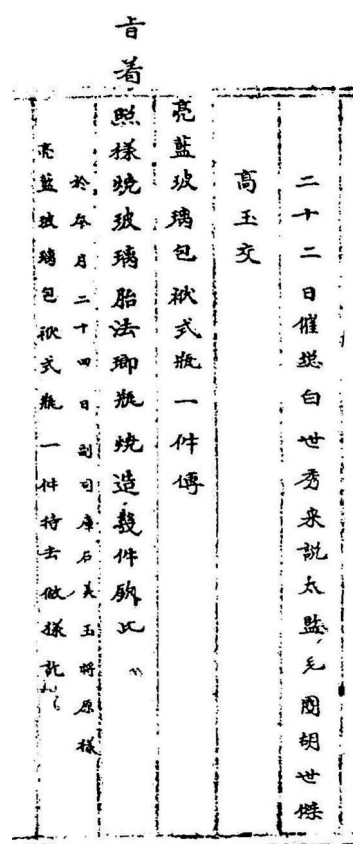 二十二日催總白世秀來說太監毛團胡世傑
高玉交
亮藍玻璃包袱式瓶一件傳
旨着
照樣燒玻璃胎法瑯瓶燒造幾件欽此
於本月二十四日副司庫石美玉將原樣
亮藍玻璃包袱式瓶一件持去做樣訖